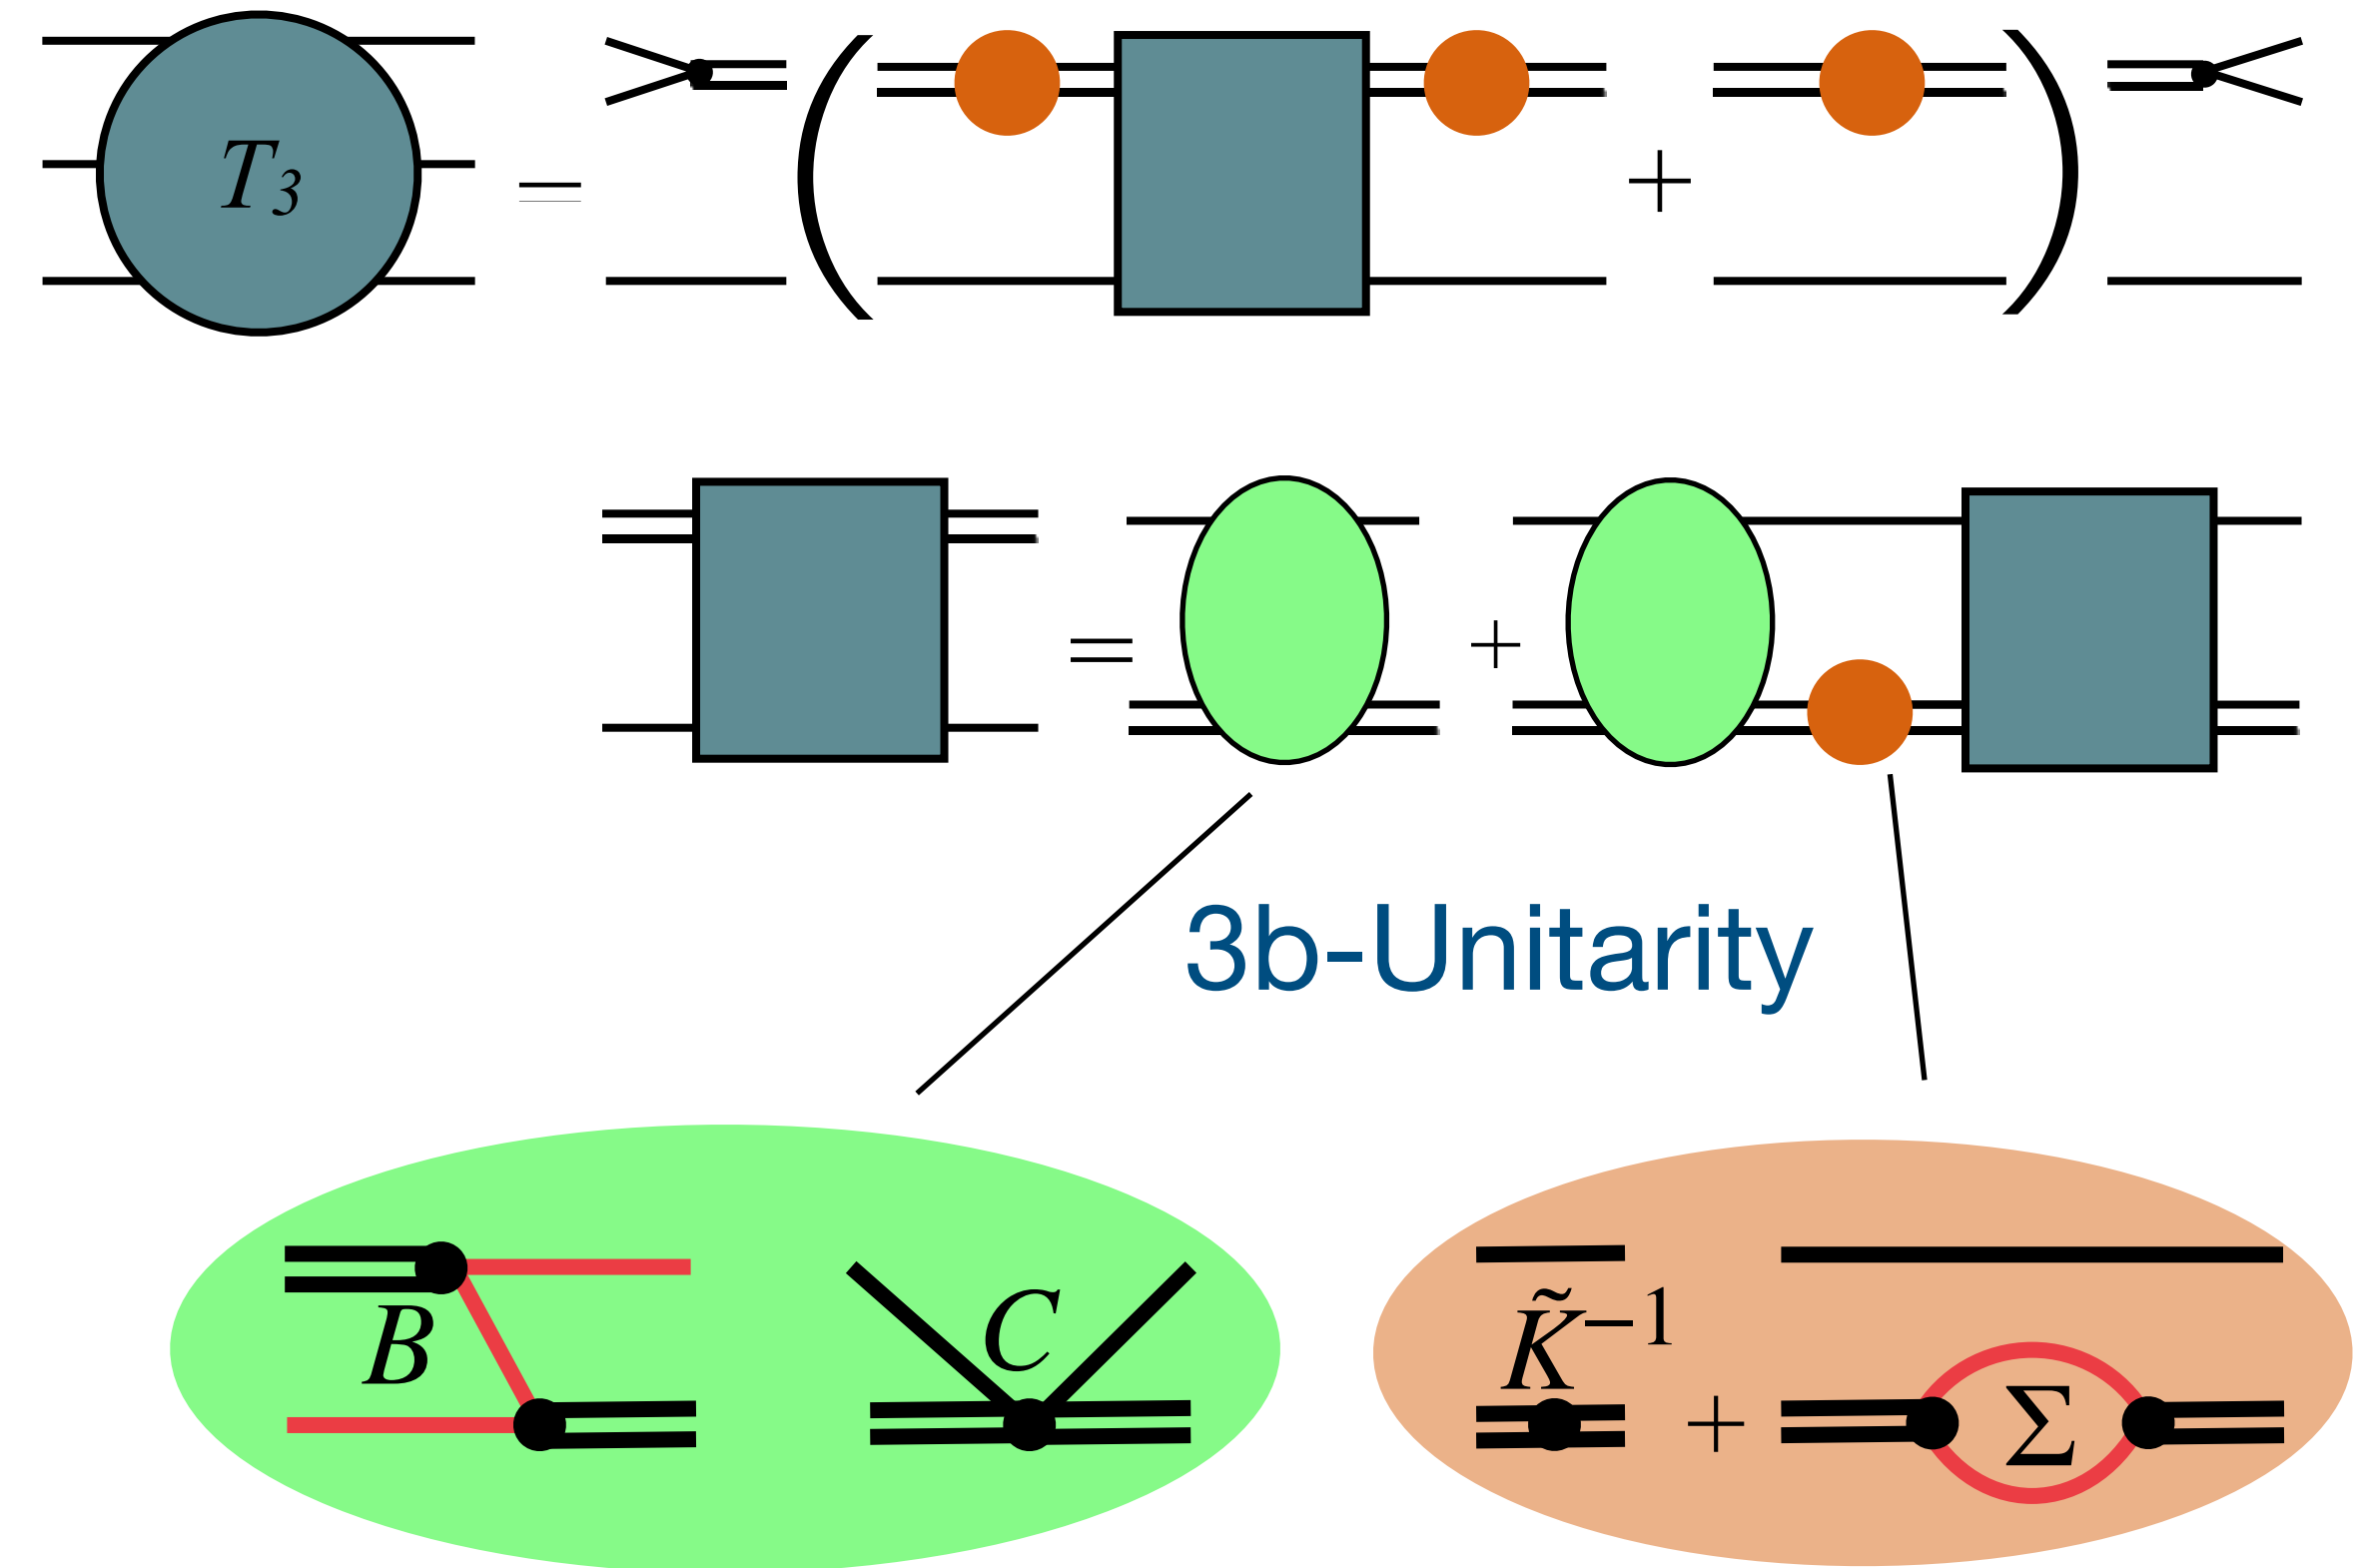 T₃
=
+
=
+
3b-Unitarity
B
C
K̃⁻¹
+
Σ